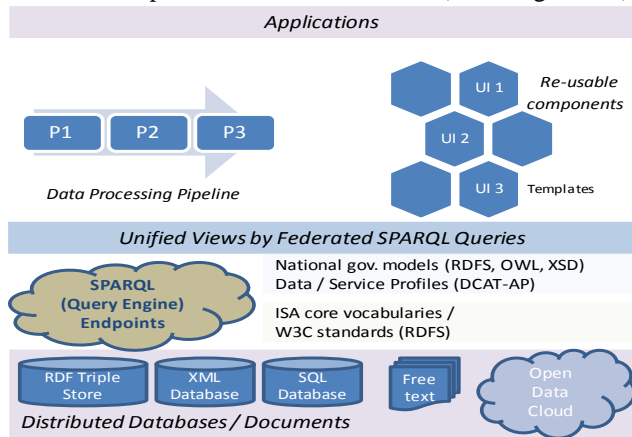 Applications
P1 P2 P3
Data Processing Pipeline
UI 1
UI 2
UI 3
Re-usable
components
Templates
Unified Views by Federated SPARQL Queries
SPARQL
(Query Engine)
Endpoints
National gov. models (RDFS, OWL, XSD)
Data / Service Profiles (DCAT-AP)
ISA core vocabularies /
W3C standards (RDFS)
RDF Triple
Store
XML
Database
SQL
Database
Free
text
Open
Data
Cloud
Distributed Databases / Documents